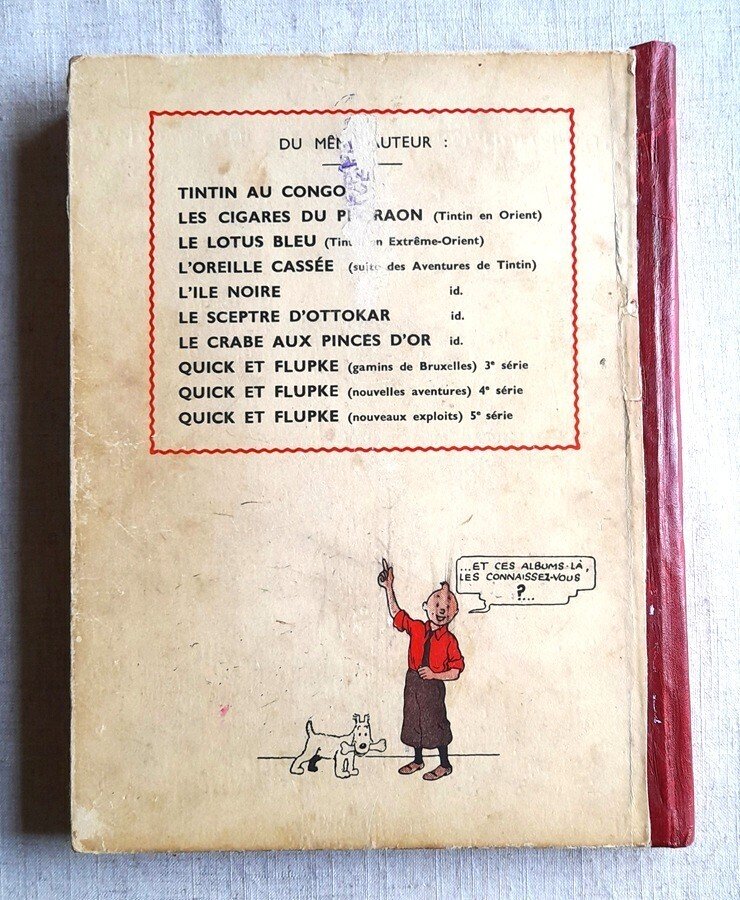 DU MÊM AUTEUR :
TINTIN AU CONGO
LES CIGARES DU PHARAON (Tintin en Orient)
LE LOTUS BLEU (Tin en Extrême-Orient)
L'OREILLE CASSÉE (suite des Aventures de Tintin)
L'ILE NOIRE id.
LE SCEPTRE D'OTTOKAR id.
LE CRABE AUX PINCES D'OR id.
QUICK ET FLUPKE (gamins de Bruxelles) 3e série
QUICK ET FLUPKE (nouvelles aventures) 4e série
QUICK ET FLUPKE (nouveaux exploits) 5e série
...ET CES ALBUMS-LÀ,
LES CONNAISSEZ-VOUS
?...